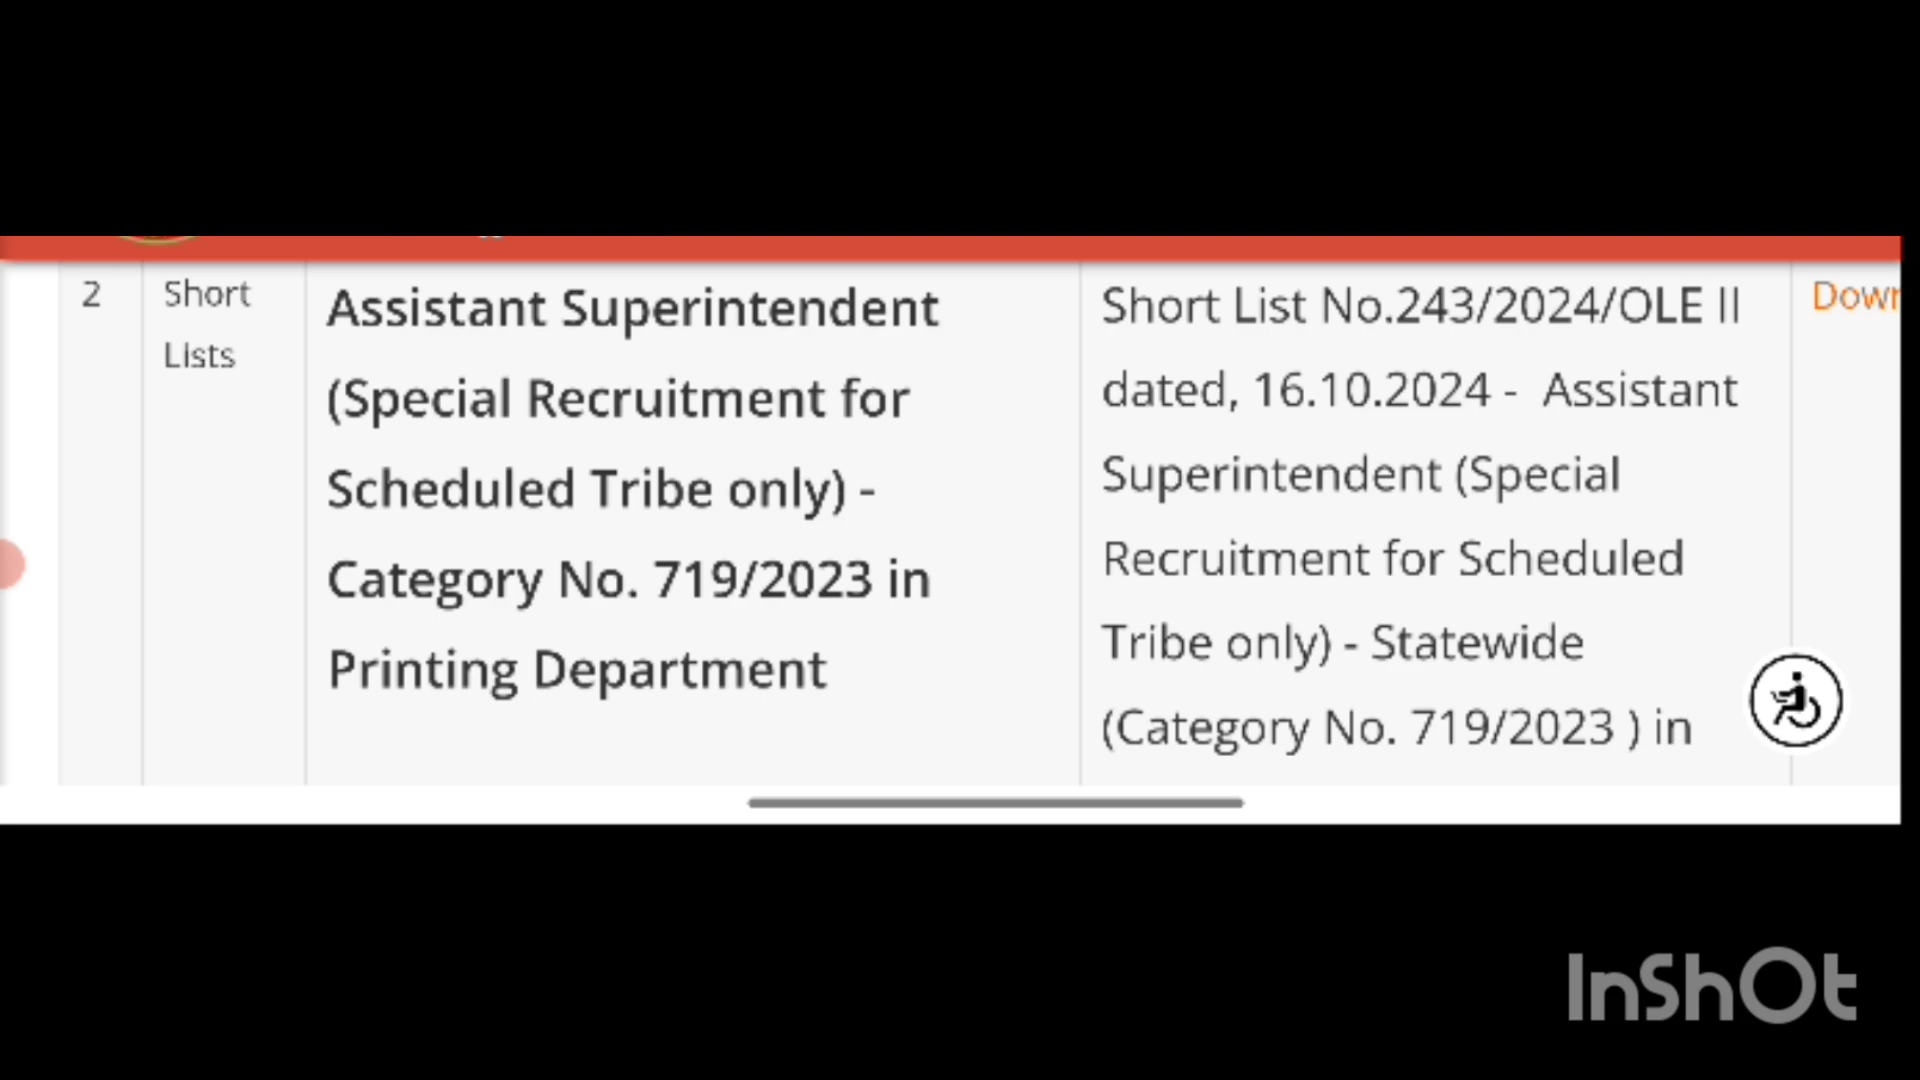 2
Short
Lists
Assistant Superintendent
(Special Recruitment for
Scheduled Tribe only) -
Category No. 719/2023 in
Printing Department
Short List No.243/2024/OLE II
dated, 16.10.2024 -  Assistant
Superintendent (Special
Recruitment for Scheduled
Tribe only) - Statewide
(Category No. 719/2023 ) in
InShOt